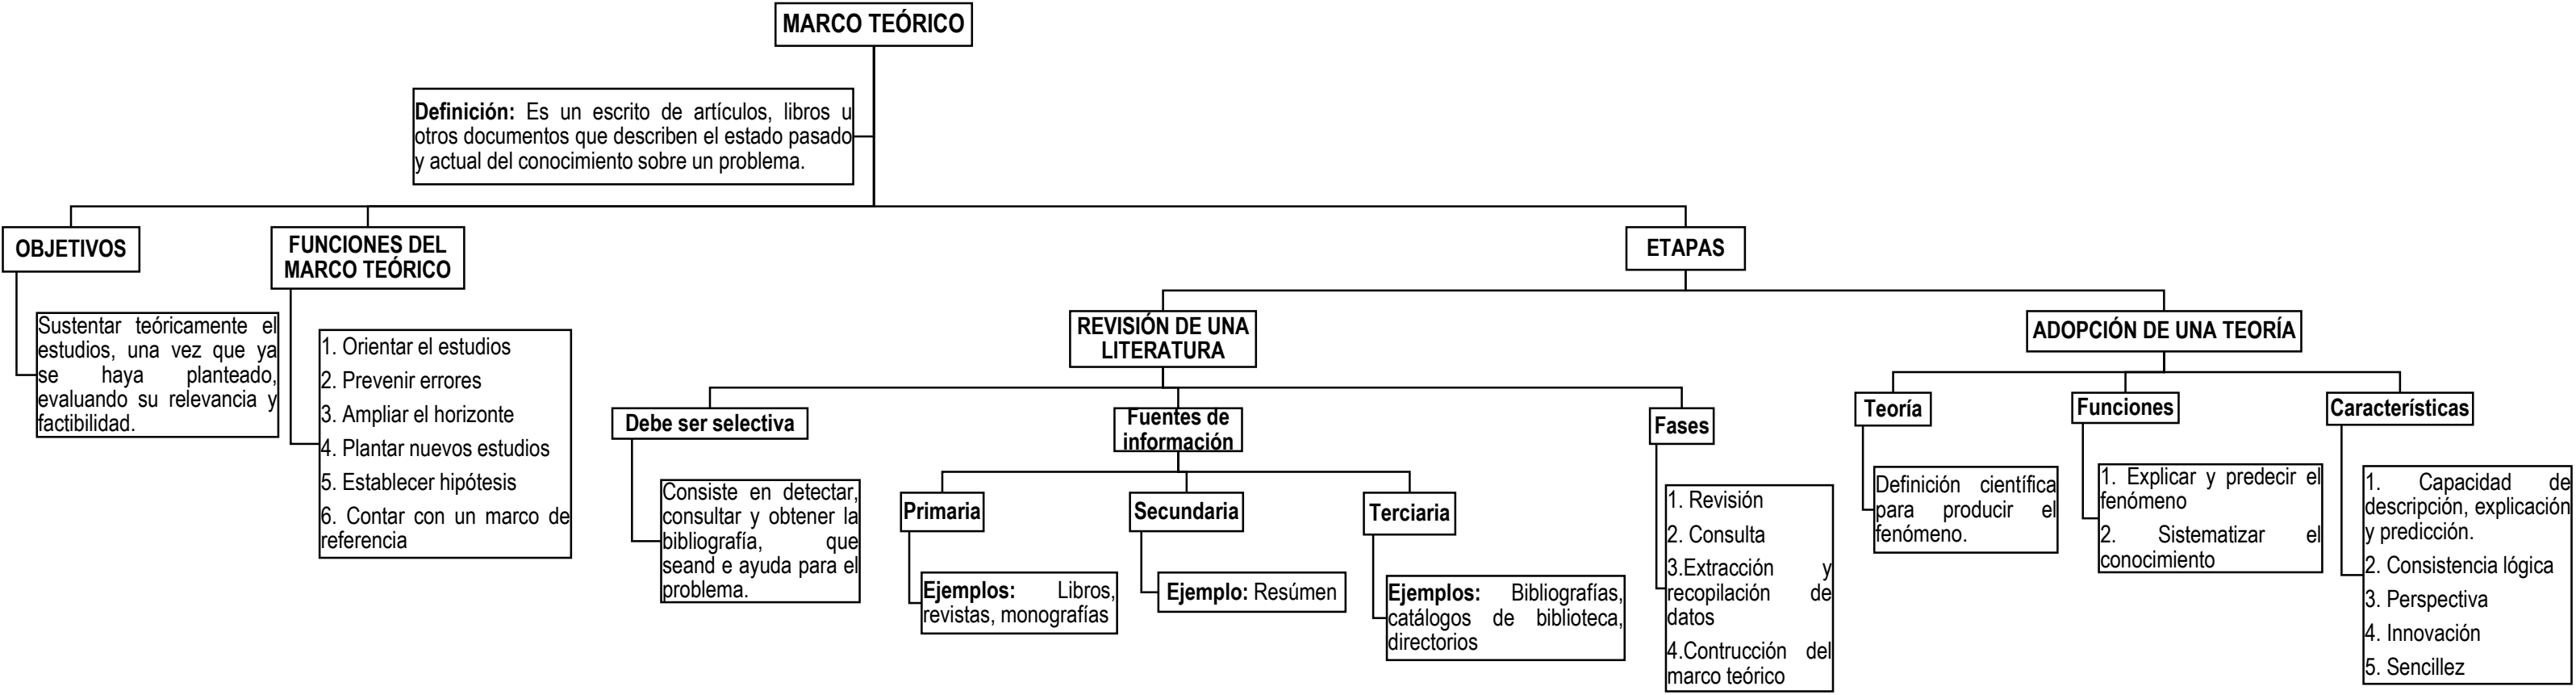 MARCO TEÓRICO
Definición: Es un escrito de artículos, libros u
otros documentos que describen el estado pasado
y actual del conocimiento sobre un problema.
OBJETIVOS
Sustentar teóricamente el
estudios, una vez que ya
se haya planteado,
evaluando su relevancia y
factibilidad.
FUNCIONES DEL
MARCO TEÓRICO
1. Orientar el estudios
2. Prevenir errores
3. Ampliar el horizonte
4. Plantar nuevos estudios
5. Establecer hipótesis
6. Contar con un marco de
referencia
ETAPAS
REVISIÓN DE UNA
LITERATURA
Debe ser selectiva
Consiste en detectar,
consultar y obtener la
bibliografía, que
seand e ayuda para el
problema.
Fuentes de
información
Primaria
Ejemplos: Libros,
revistas, monografías
Secundaria
Ejemplo: Resúmen
Terciaria
Ejemplos: Bibliografías,
catálogos de biblioteca,
directorios
Fases
1. Revisión
2. Consulta
3.Extracción y
recopilación de
datos
4.Contrucción del
marco teórico
ADOPCIÓN DE UNA TEORÍA
Teoría
Definición científica
para producir el
fenómeno.
Funciones
1. Explicar y predecir el
fenómeno
2. Sistematizar el
conocimiento
Características
1. Capacidad de
descripción, explicación
y predicción.
2. Consistencia lógica
3. Perspectiva
4. Innovación
5. Sencillez